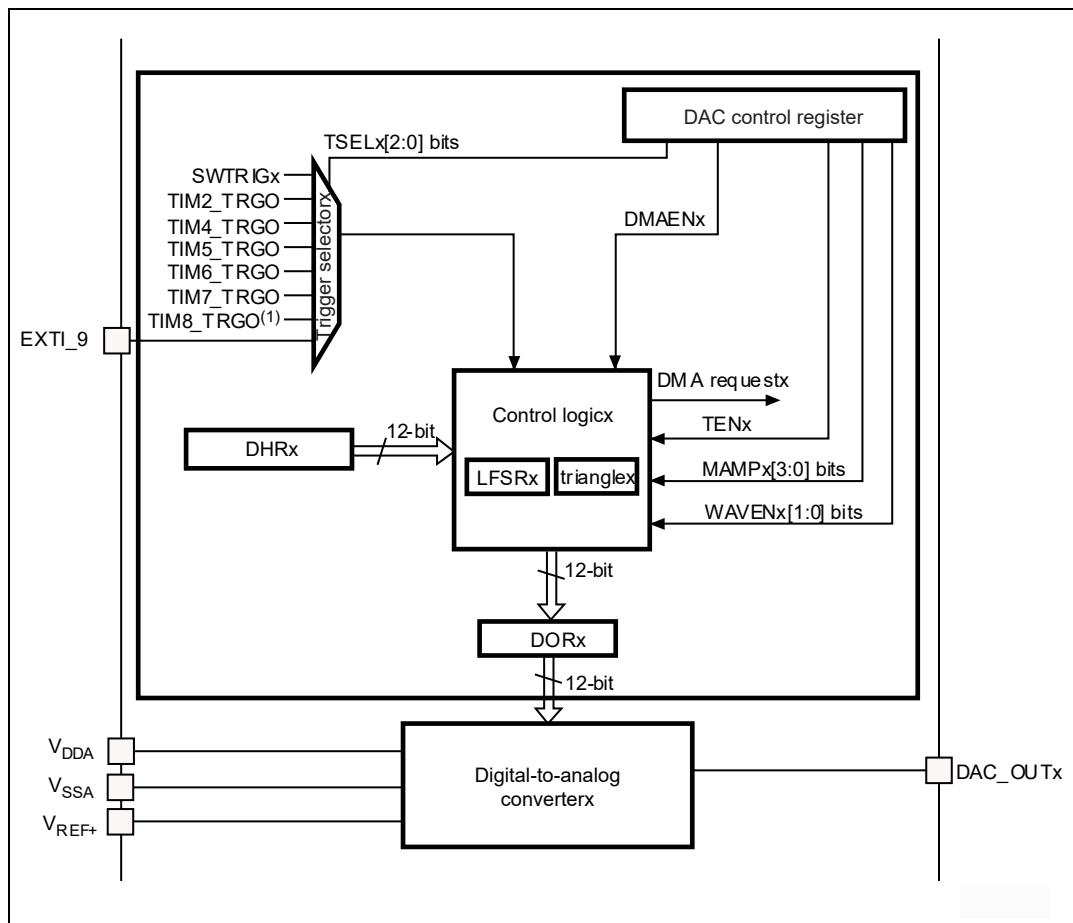 DAC control register
TSELx[2:0] bits
SWTRIGx
TIM2_TRGO
TIM4_TRGO
TIM5_TRGO
TIM6_TRGO
TIM7_TRGO
TIM8_TRGO(1)
EXTI_9
Trigger selectorx
DMAENx
DMA requestx
Control logicx
TENx
12-bit
DHRx
LFSRx
trianglex
MAMPx[3:0] bits
WAVENx[1:0] bits
12-bit
DORx
12-bit
VDDA
VSSA
VREF+
Digital-to-analog
converterx
DAC_OUTx